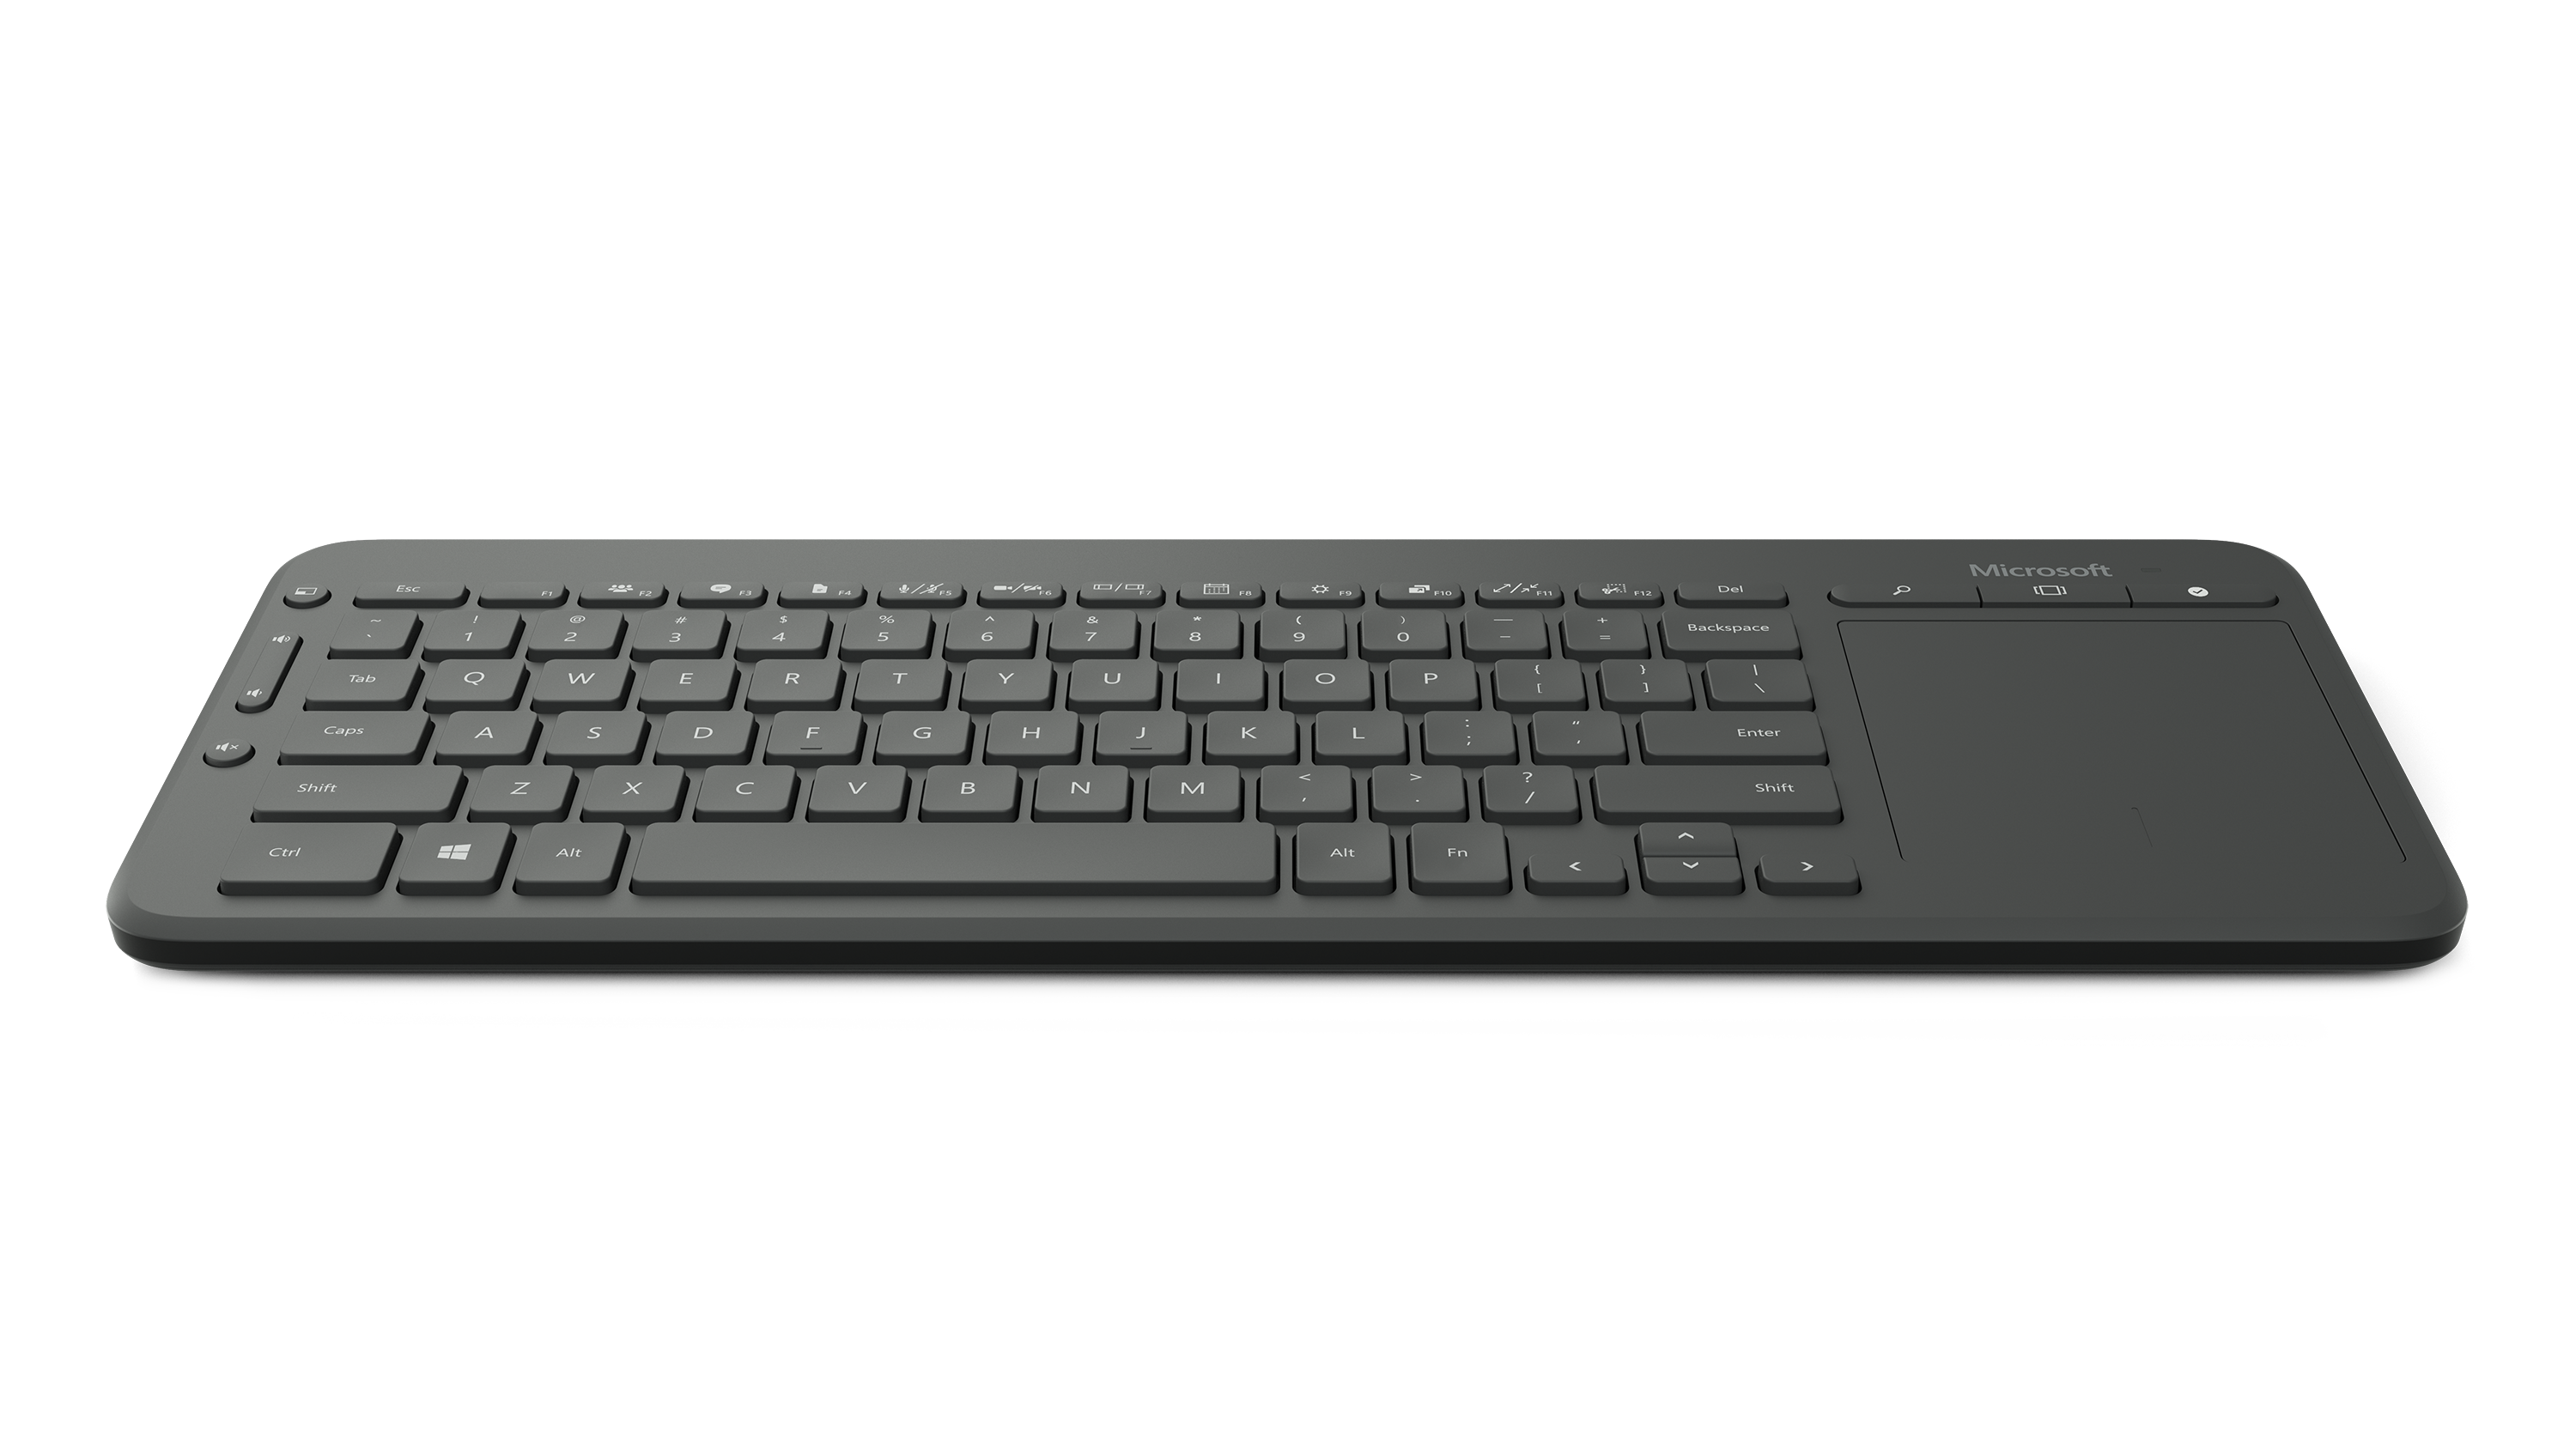 Microsoft
Esc F1 F2 F3 F4 F5 F6 F7 F8 F9 F10 F11 F12 Del
~ ! @ # $ % ^ & * ( ) — +
` 1 2 3 4 5 6 7 8 9 0 - = Backspace
Tab Q W E R T Y U I O P { } |
[ ] \
Caps A S D F G H J K L : " Enter
; '
Shift Z X C V B N M < > ? Shift
, . /
Ctrl Alt Alt Fn